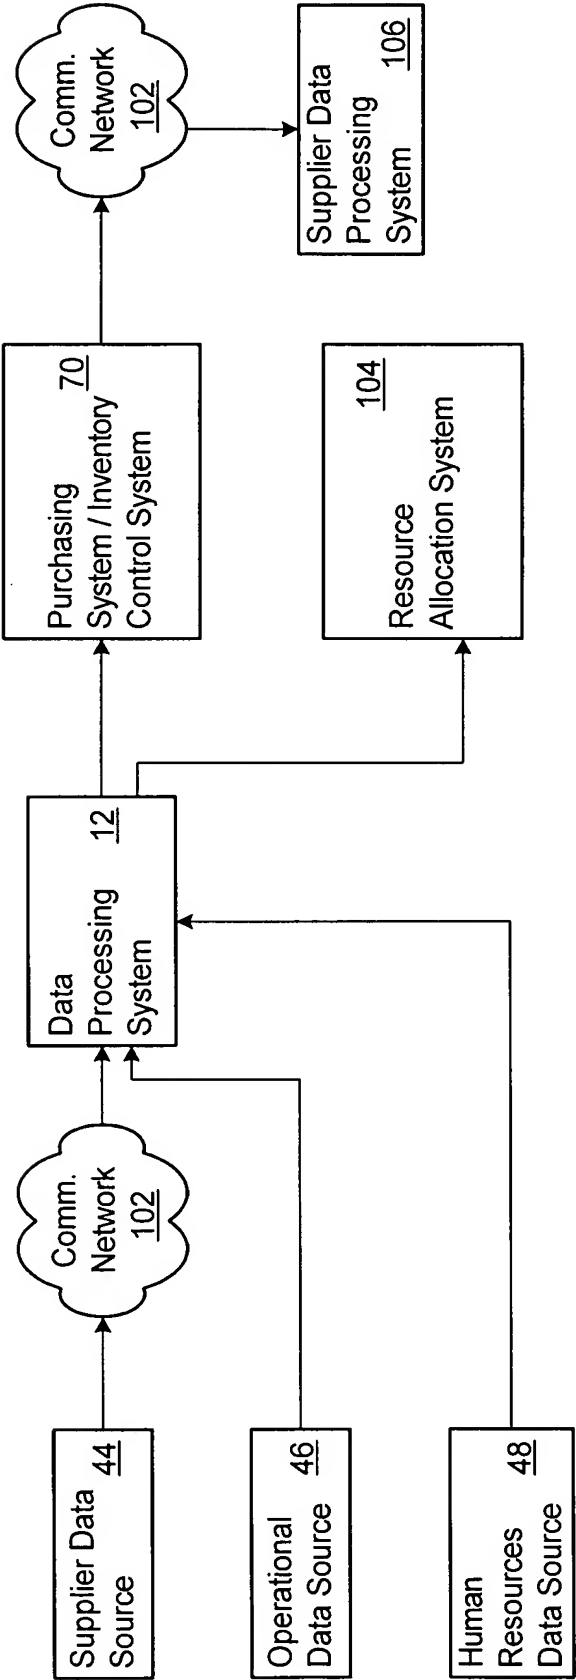 Supplier Data
Source
44
Comm.
Network
102
Data
Processing
System
12
Purchasing
System / Inventory
Control System
70
Comm.
Network
102
Operational
Data Source
46
Resource
Allocation System
104
Supplier Data
Processing
System
106
Human
Resources
Data Source
48